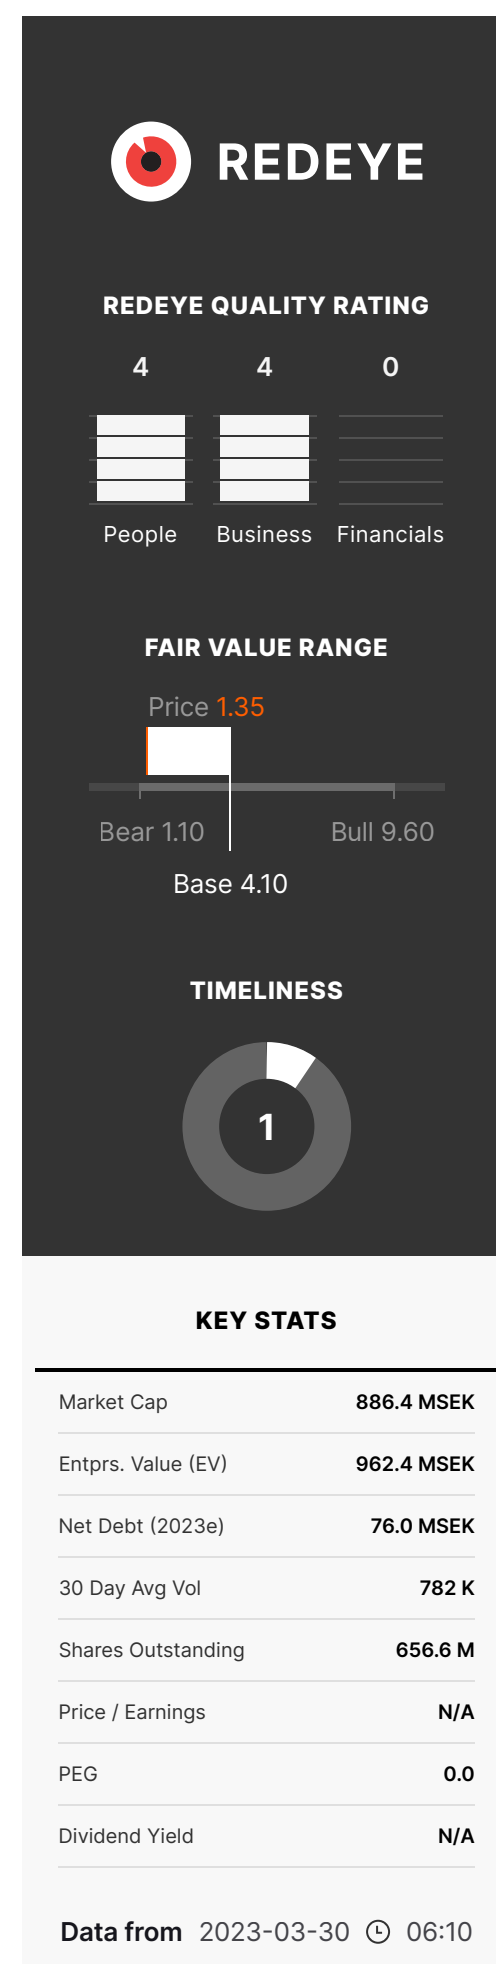 REDEYE
REDEYE QUALITY RATING
4 4 0
People Business Financials
FAIR VALUE RANGE
Price 1.35
Bear 1.10 Bull 9.60
Base 4.10
TIMELINESS
1
KEY STATS
Market Cap 886.4 MSEK
Entprs. Value (EV) 962.4 MSEK
Net Debt (2023e) 76.0 MSEK
30 Day Avg Vol 782 K
Shares Outstanding 656.6 M
Price / Earnings N/A
PEG 0.0
Dividend Yield N/A
Data from 2023-03-30 06:10